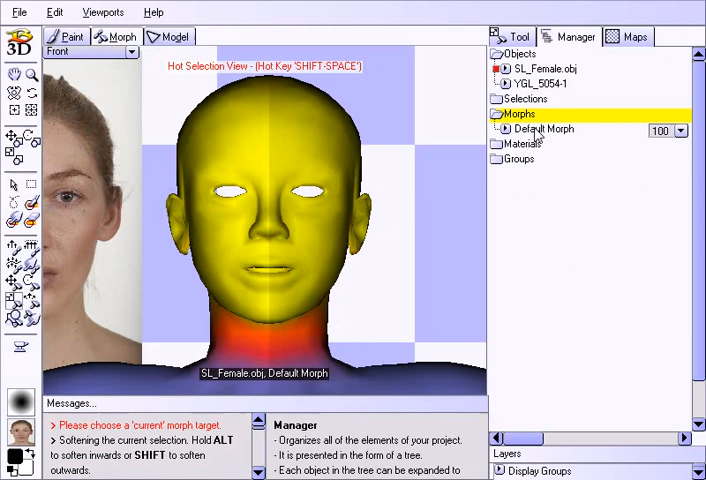 File Edit Viewports Help
3D
Paint Morph Model
Tool Manager Maps
Front
Hot Selection View - (Hot Key 'SHIFT-SPACE')
Objects
SL_Female.obj
YGL_5054-1
Selections
Morphs
Default Morph 100
Materials
Groups
SL_Female.obj, Default Morph
Messages...
> Please choose a 'current' morph target.
> Softening the current selection. Hold ALT
to soften inwards or SHIFT to soften
outwards.
Manager
- Organizes all of the elements of your project.
- It is presented in the form of a tree.
- Each object in the tree can be expanded to
Layers
Display Groups